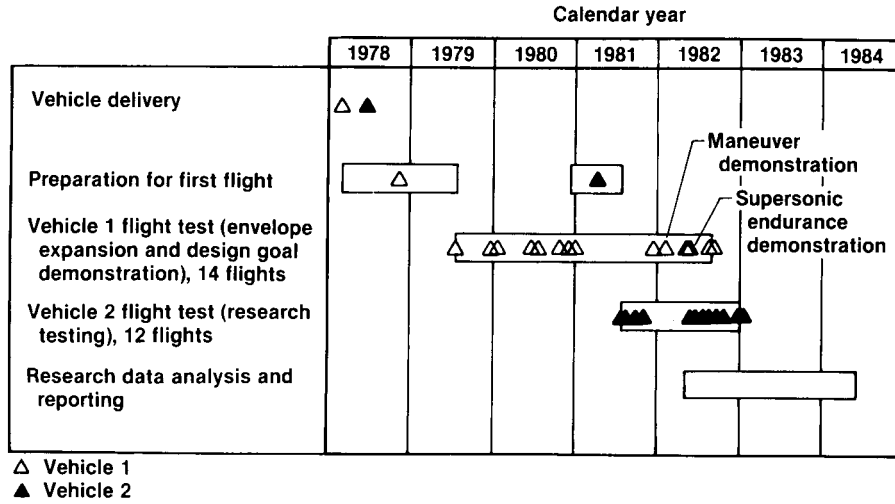 Calendar year
1978 1979 1980 1981 1982 1983 1984
Vehicle delivery
Preparation for first flight
Maneuver
demonstration
Vehicle 1 flight test (envelope
expansion and design goal
demonstration), 14 flights
Supersonic
endurance
demonstration
Vehicle 2 flight test (research
testing), 12 flights
Research data analysis and
reporting
Vehicle 1
Vehicle 2